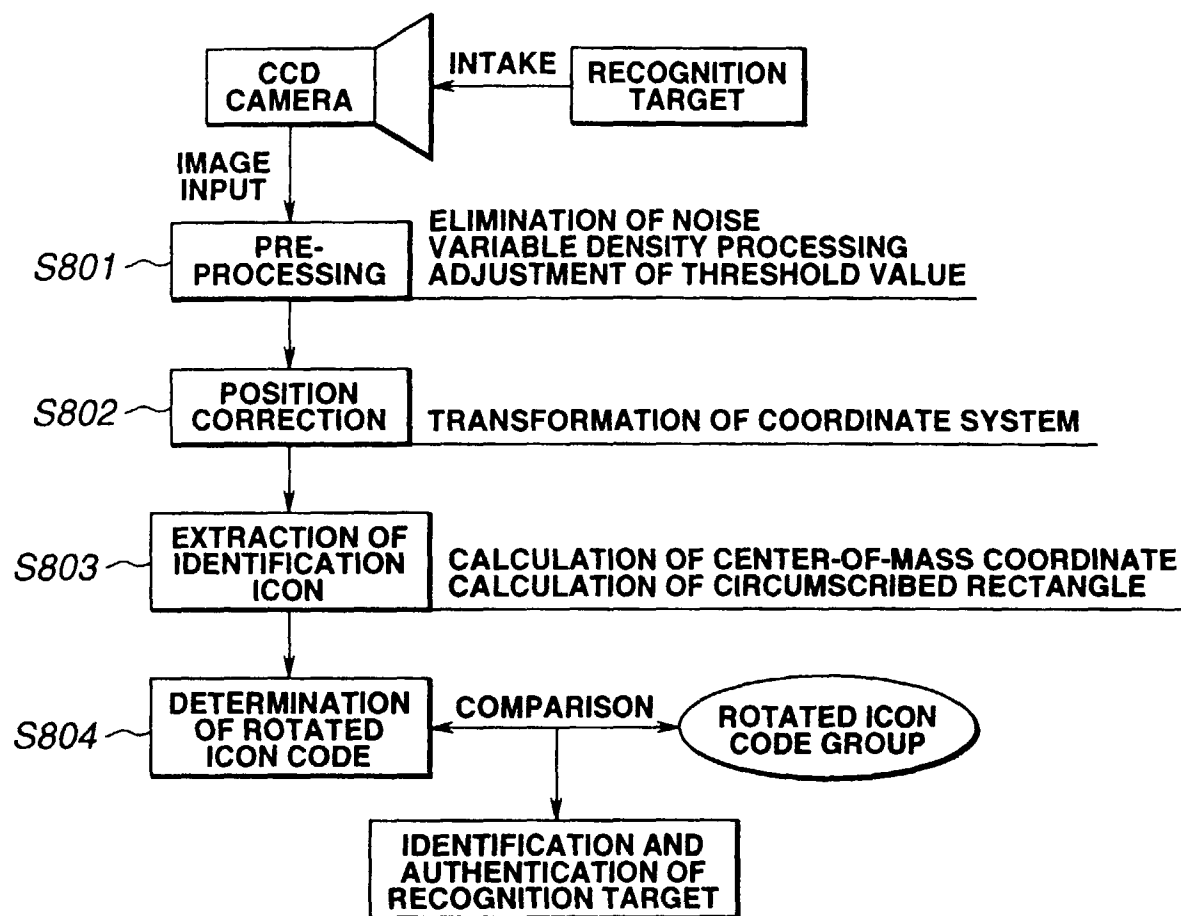 CCD
CAMERA
INTAKE
RECOGNITION
TARGET
IMAGE
INPUT
S801
PRE-
PROCESSING
ELIMINATION OF NOISE
VARIABLE DENSITY PROCESSING
ADJUSTMENT OF THRESHOLD VALUE
S802
POSITION
CORRECTION
TRANSFORMATION OF COORDINATE SYSTEM
S803
EXTRACTION OF
IDENTIFICATION
ICON
CALCULATION OF CENTER-OF-MASS COORDINATE
CALCULATION OF CIRCUMSCRIBED RECTANGLE
S804
DETERMINATION
OF ROTATED
ICON CODE
COMPARISON
ROTATED ICON
CODE GROUP
IDENTIFICATION AND
AUTHENTICATION OF
RECOGNITION TARGET